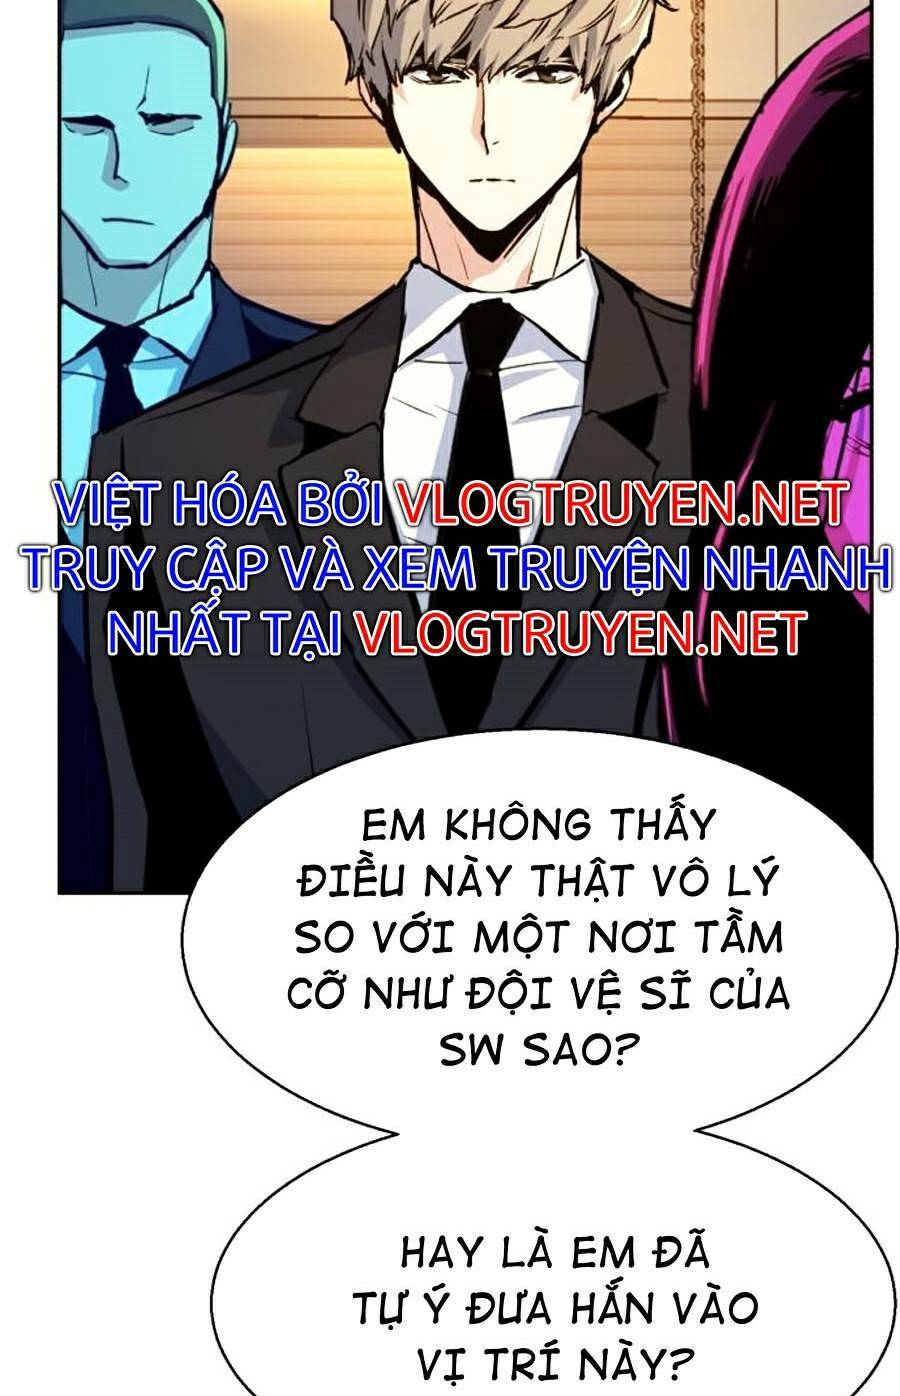 VIỆT HÓA BỞI VLOGTRUYEN.NET
TRUY CẬP VÀ XEM TRUYỆN NHANH
NHẤT TẠI VLOGTRUYEN.NET
EM KHÔNG THẤY
ĐIỀU NÀY THẬT VÔ LÝ
SO VỚI MỘT NƠI TẦM
CỠ NHƯ ĐỘI VỆ SĨ CỦA
SW SAO?
HAY LÀ EM ĐÃ
TỰ Ý ĐƯA HẮN VÀO
VỊ TRÍ NÀY?